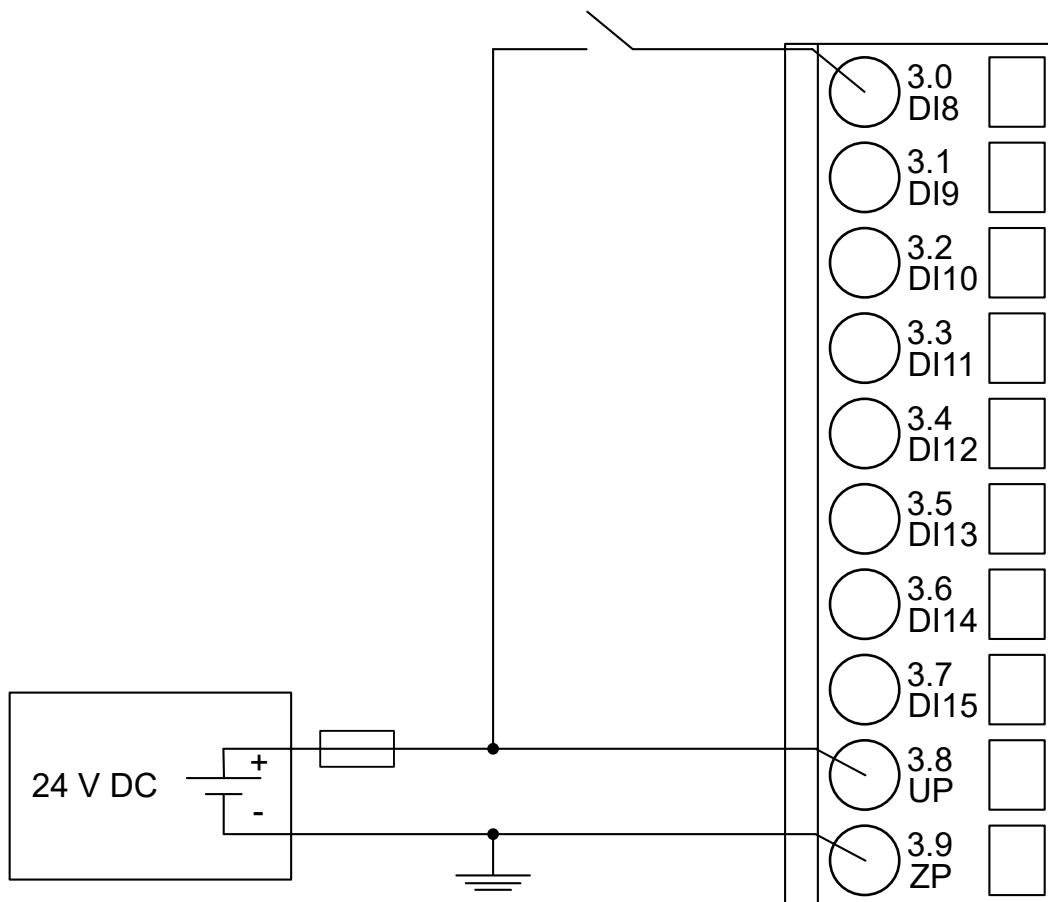 3.0
DI8
3.1
DI9
3.2
DI10
3.3
DI11
3.4
DI12
3.5
DI13
3.6
DI14
3.7
DI15
+
24 V DC
-
3.8
UP
3.9
ZP